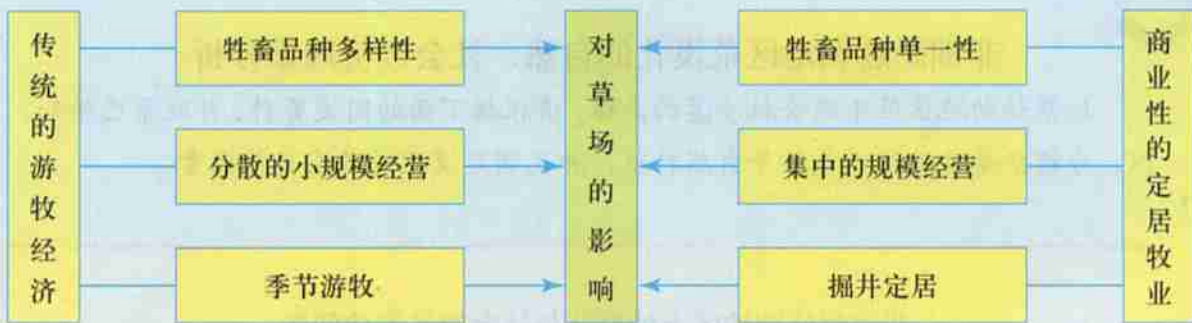 传统的游牧经济
牲畜品种多样性
分散的小规模经营
季节游牧
对草场的影响
牲畜品种单一性
集中的规模经营
掘井定居
商业性的定居牧业